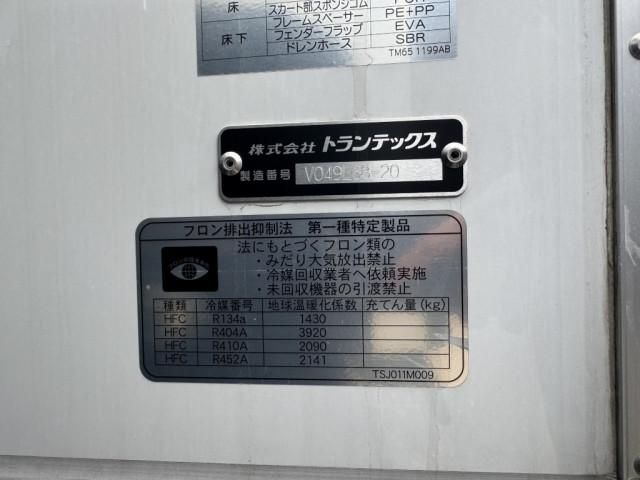 床 スカート部スポンジゴム
フレームスペーサー PE+PP
床下 フェンダーフラップ EVA
ドレンホース SBR
TM65 1199AB
株式会社 トランテックス
製造番号
フロン排出抑制法 第一種特定製品
法にもとづくフロン類の
・みだり大気放出禁止
・冷媒回収業者へ依頼実施
・未回収機器の引渡禁止
種類 冷媒番号 地球温暖化係数 充てん量(kg)
HFC R134a 1430
HFC R404A 3920
HFC R410A 2090
HFC R452A 2141
TSJ011M009